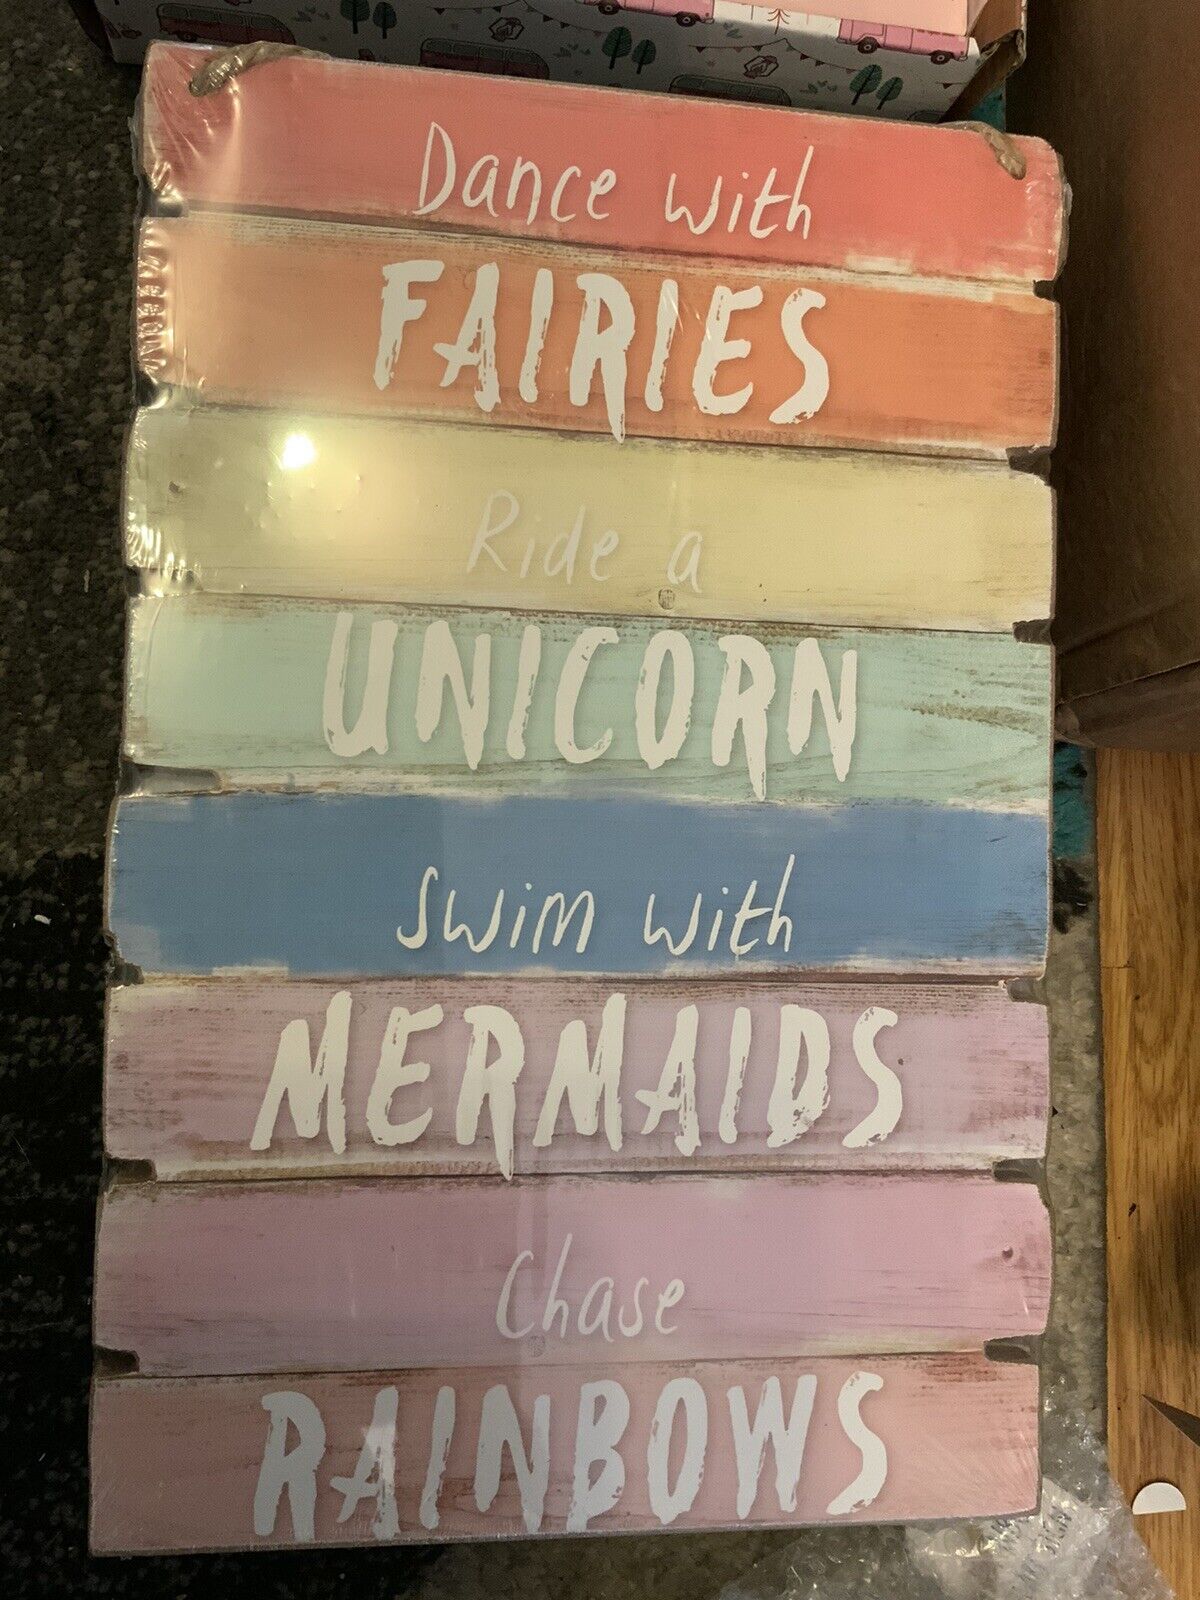 Dance with
FAIRIES
Ride a
UNICORN
Swim with
MERMAIDS
Chase
RAINBOWS